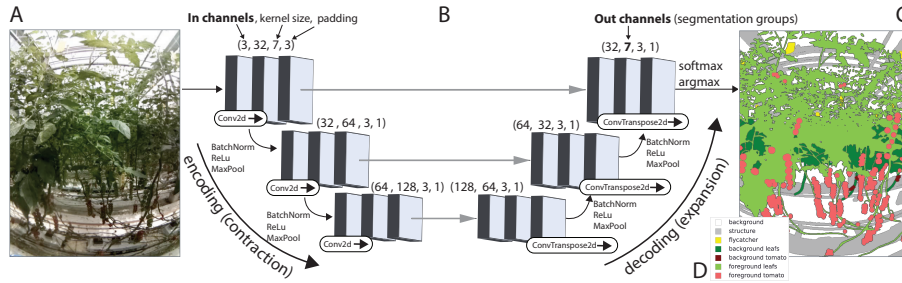 A
In channels, kernel size, padding
B
Out channels (segmentation groups)
C
(3, 32, 7, 3)
(32, 7, 3, 1)
softmax
argmax
Conv2d
ConvTranspose2d
(32 , 64 , 3, 1)
(64, 32, 3, 1)
BatchNorm
ReLu
MaxPool
BatchNorm
ReLu
MaxPool
Conv2d
ConvTranspose2d
(64 , 128, 3, 1)
(128, 64, 3, 1)
BatchNorm
ReLu
MaxPool
BatchNorm
ReLu
MaxPool
Conv2d
ConvTranspose2d
encoding (contraction)
decoding (expansion)
D
background
structure
flycatcher
background leafs
background tomato
foreground leafs
foreground tomato